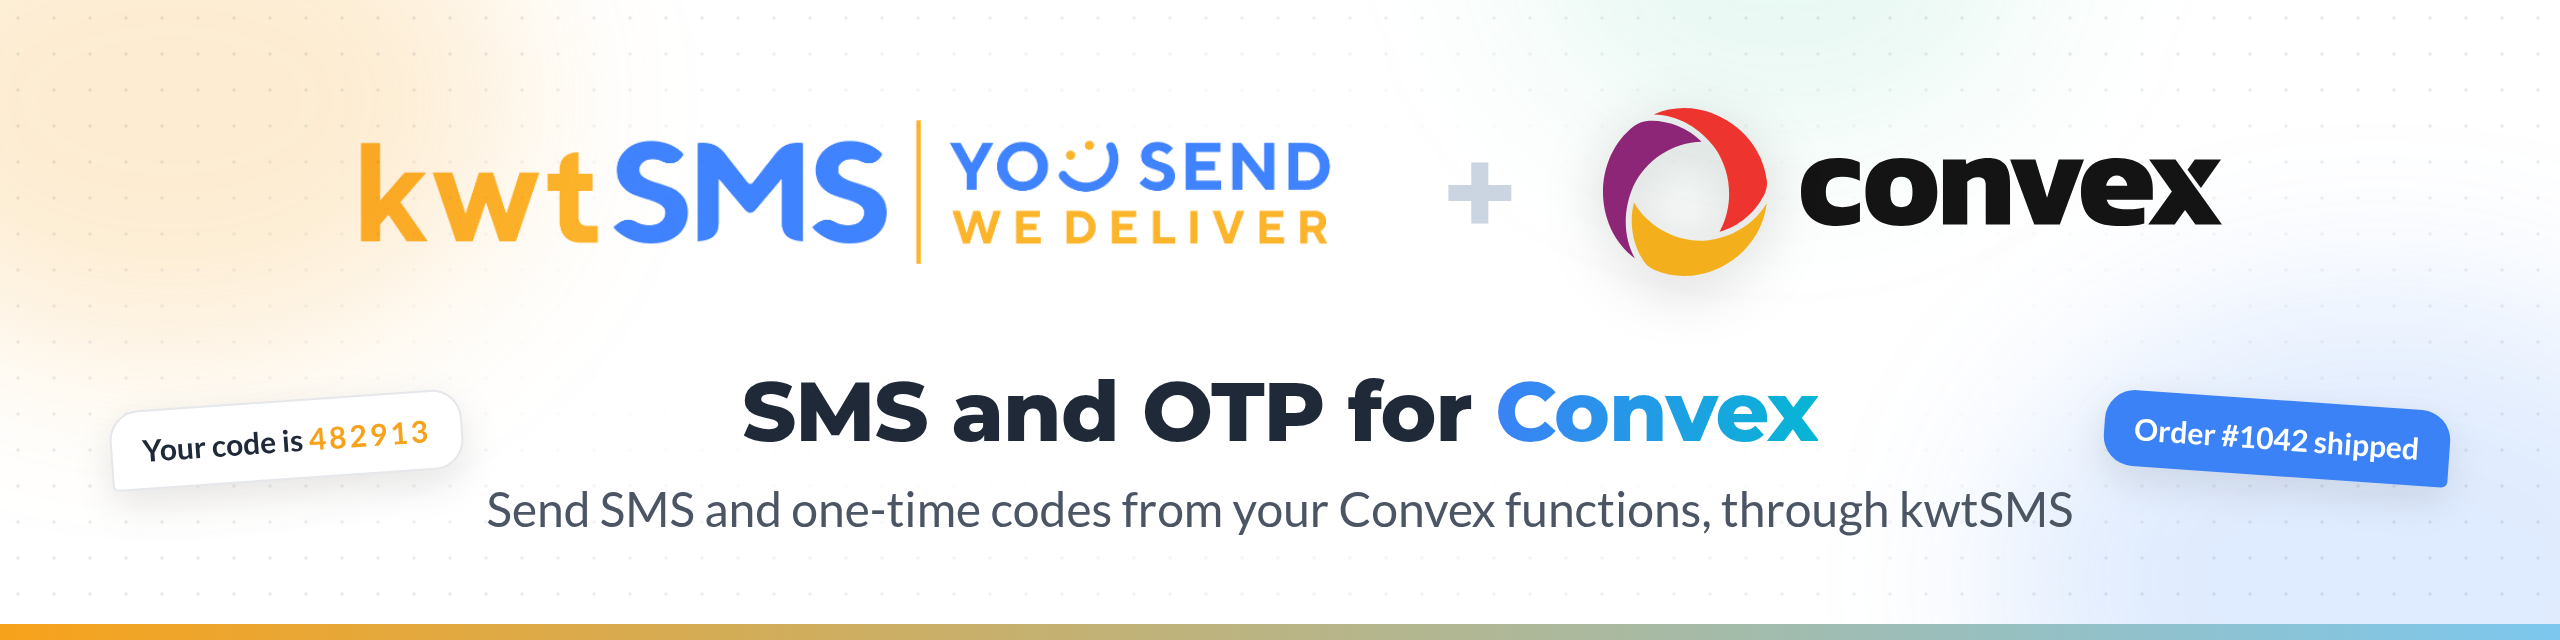 kwtSMS
YOU SEND
WE DELIVER
+
convex
SMS and OTP for Convex
Your code is 482913
Order #1042 shipped
Send SMS and one-time codes from your Convex functions, through kwtSMS